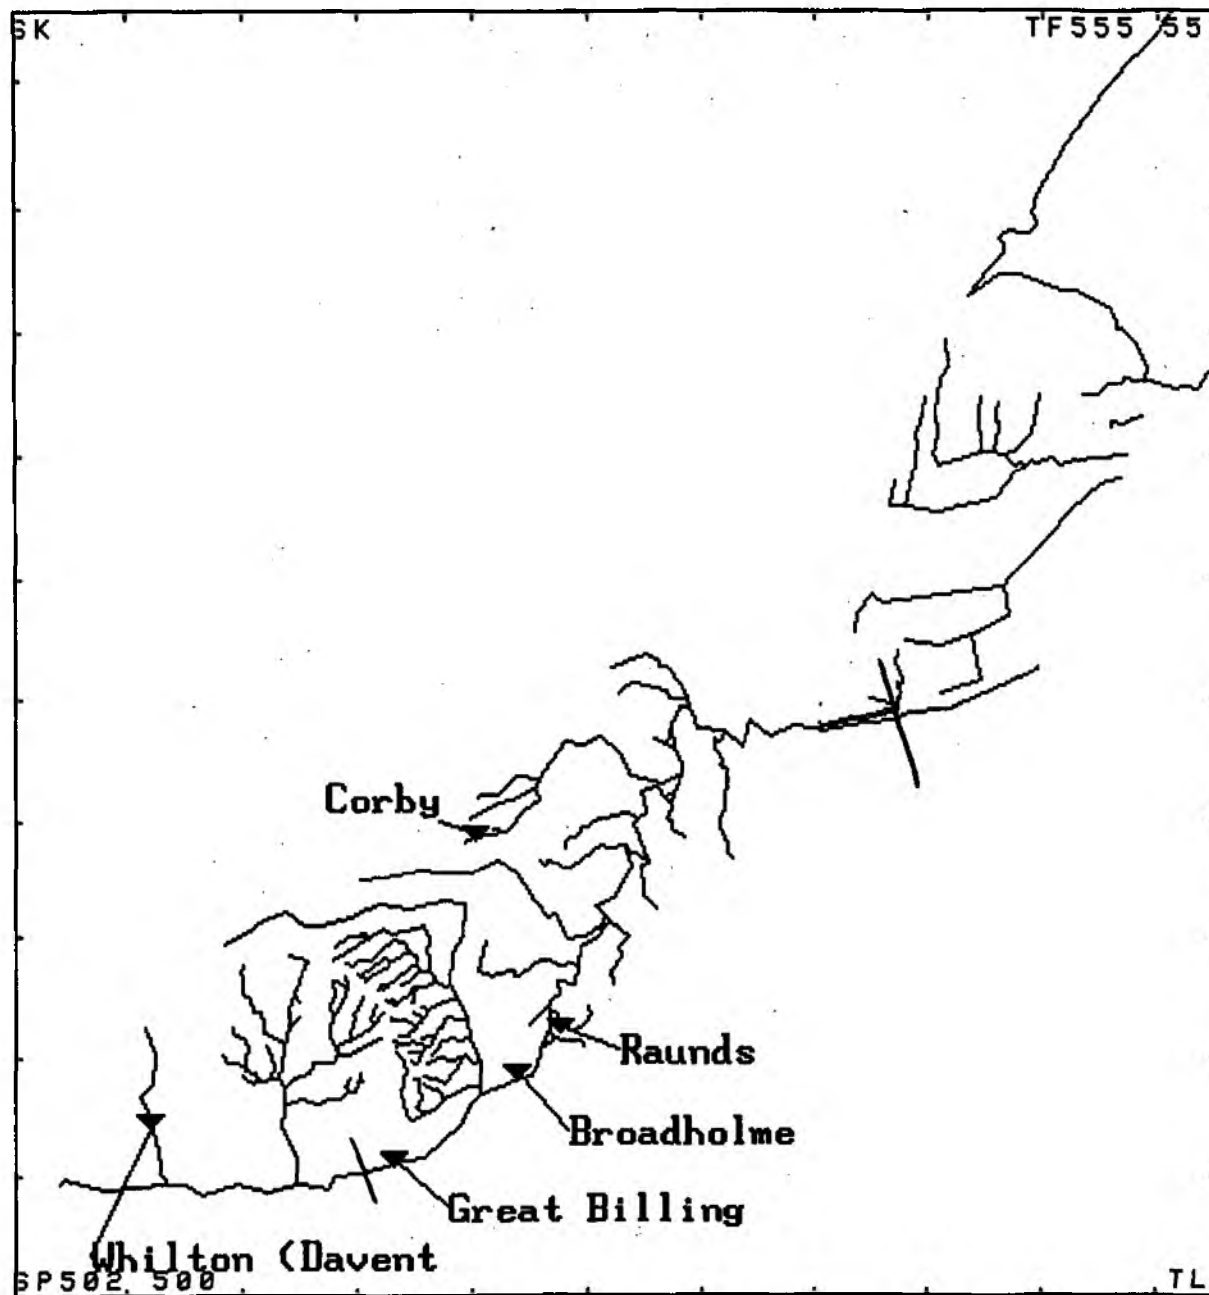 SK
TF555 55
Corby
Raunds
Broadholme
Great Billing
Whilton (Davent
SP502 500
TL